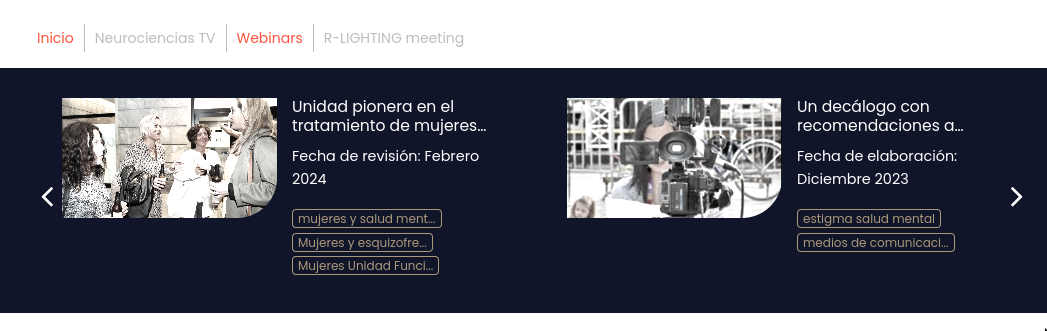 Inicio Neurociencias TV Webinars R-LIGHTING meeting
Unidad pionera en el
tratamiento de mujeres...
Fecha de revisión: Febrero
2024
mujeres y salud ment...
Mujeres y esquizofre...
Mujeres Unidad Funci...
Un decálogo con
recomendaciones a...
Fecha de elaboración:
Diciembre 2023
estigma salud mental
medios de comunicaci...